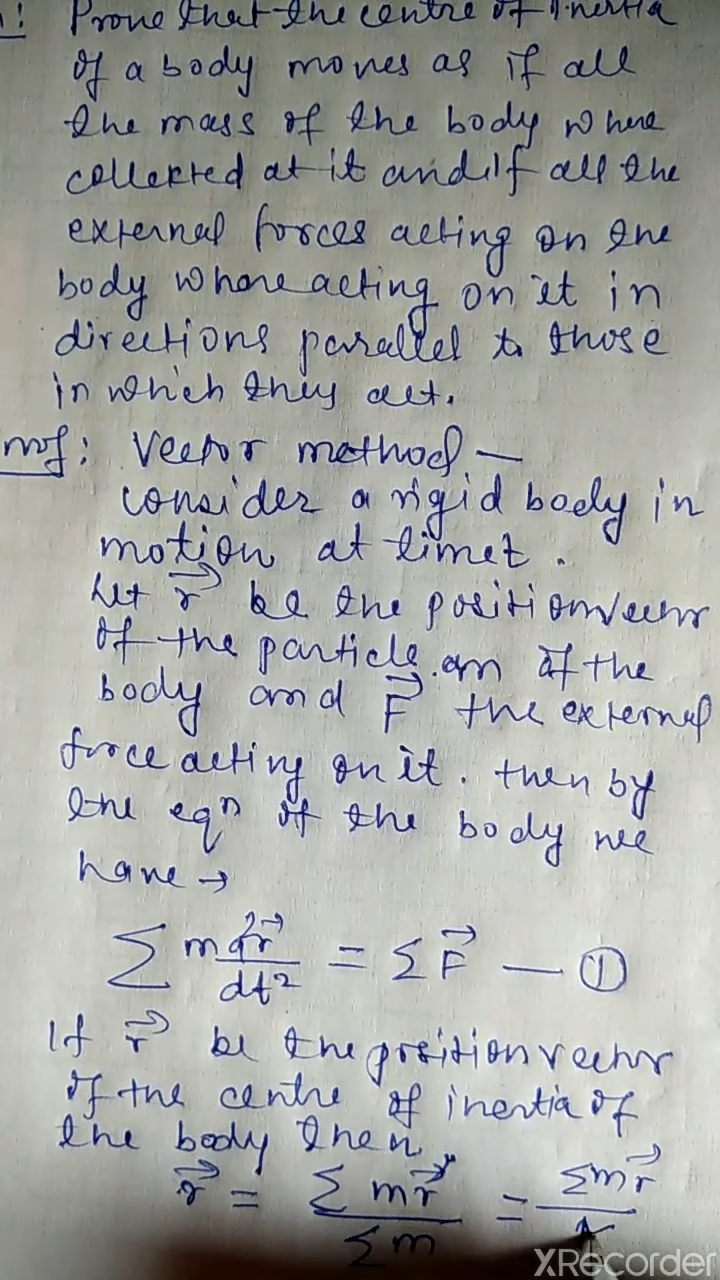 ! Prove that the centre of Inertia
of a body moves as if all
the mass of the body where
collected at it and if all the
external forces acting on the
body where acting on it in
directions parallel to those
in which they act.
Vector method —
consider a rigid body in
motion at time t.
Let r⃗ be the position vector
of the particle m of the
body and F⃗ the external
force acting on it. then by
the eqⁿ of the body we
have →
∑ m d²r⃗/dt² = ∑ F⃗ — ①
If r⃗ be the position vector
of the centre of inertia of
the body then
r⃗ = ∑ m r⃗ / ∑ m = ∑ m r⃗ /
XRecorder